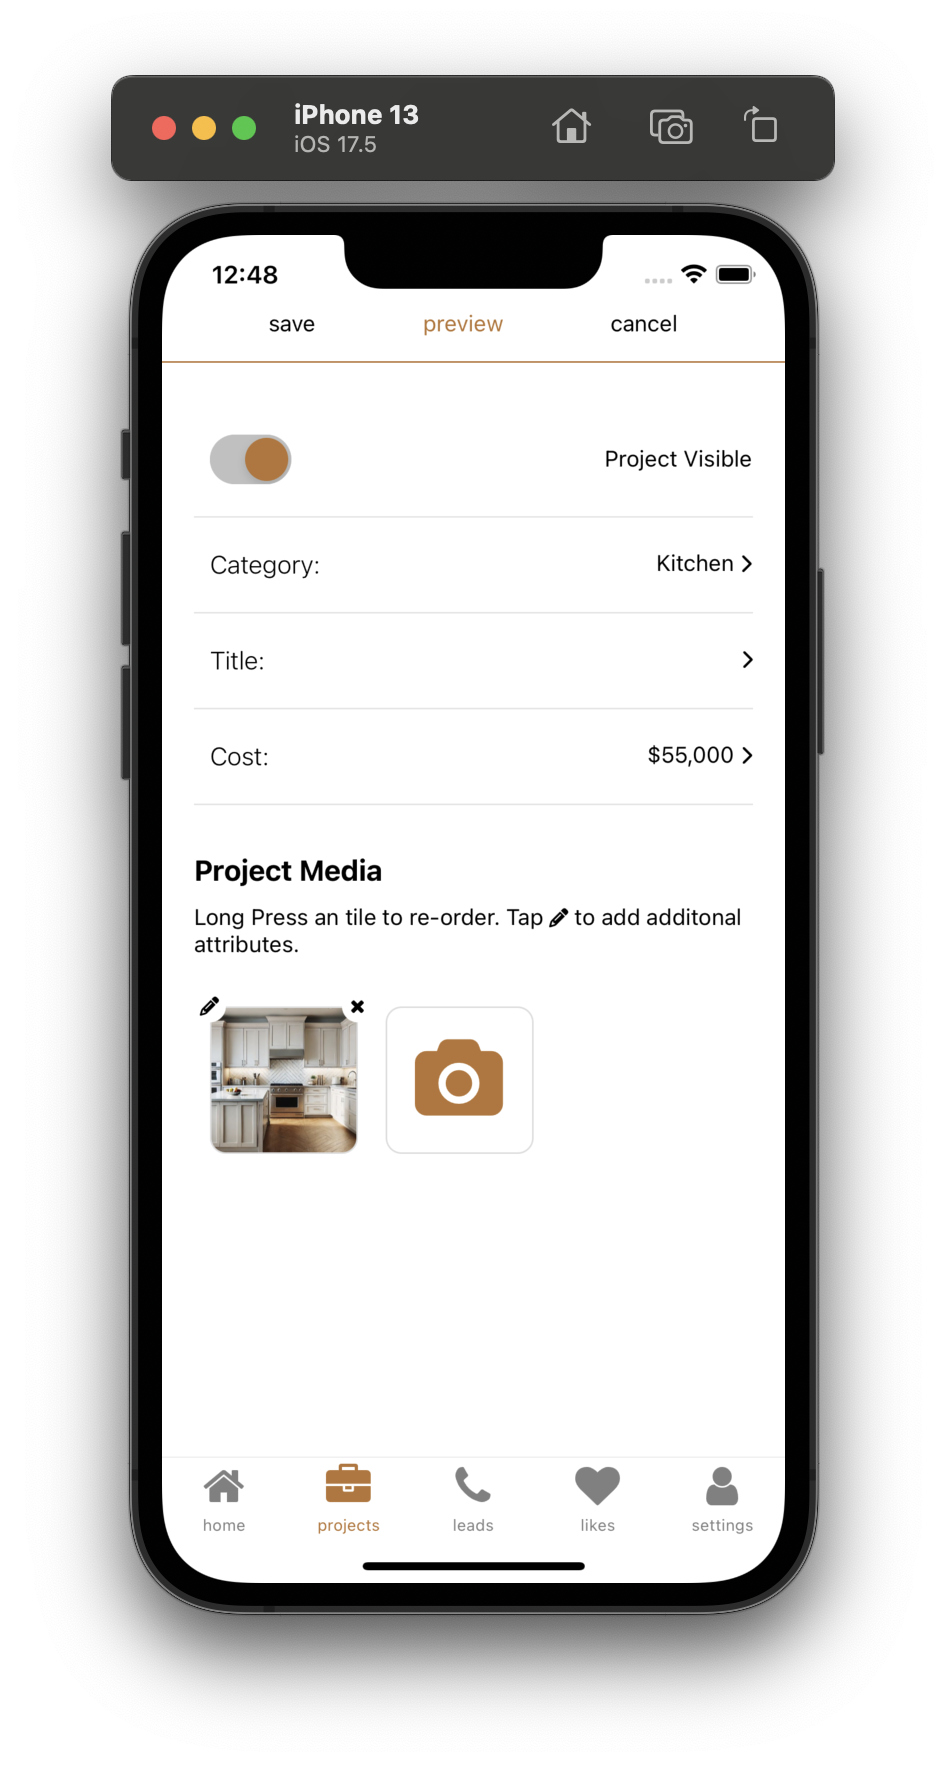 iPhone 13
iOS 17.5
12:48
save preview cancel
Project Visible
Category: Kitchen
Title:
Cost: $55,000
Project Media
Long Press an tile to re-order. Tap to add additonal
attributes.
home projects leads likes settings